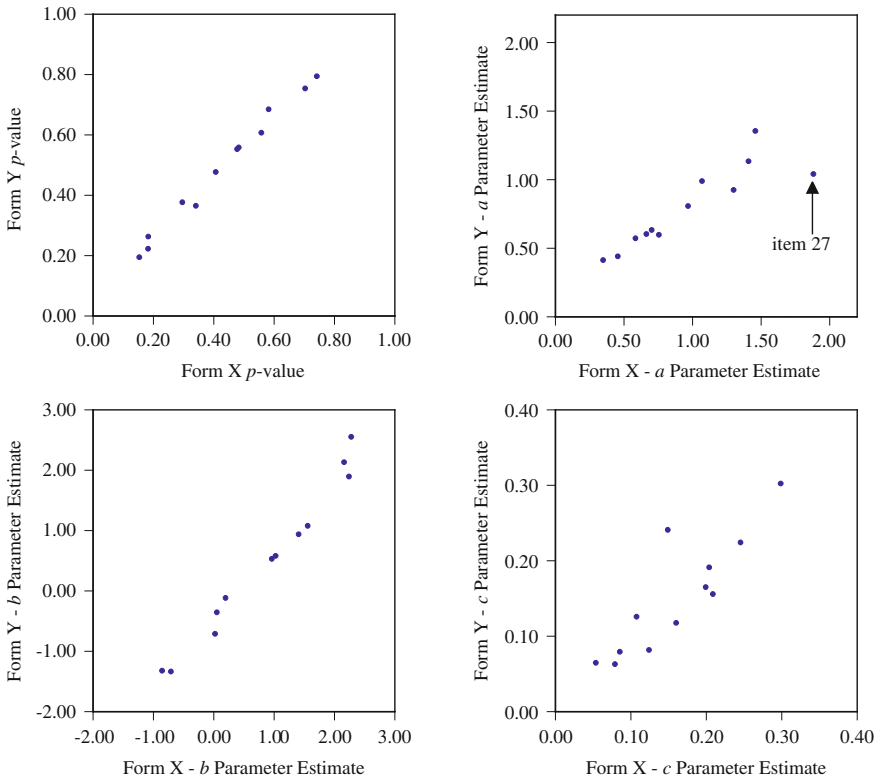 1.00
0.80
0.60
0.40
0.20
0.00
Form Y p-value
0.00 0.20 0.40 0.60 0.80 1.00
Form X p-value
2.00
1.50
1.00
0.50
0.00
Form Y - a Parameter Estimate
item 27
0.00 0.50 1.00 1.50 2.00
Form X - a Parameter Estimate
3.00
2.00
1.00
0.00
-1.00
-2.00
Form Y - b Parameter Estimate
-2.00 -1.00 0.00 1.00 2.00 3.00
Form X - b Parameter Estimate
0.40
0.30
0.20
0.10
0.00
Form Y - c Parameter Estimate
0.00 0.10 0.20 0.30 0.40
Form X - c Parameter Estimate